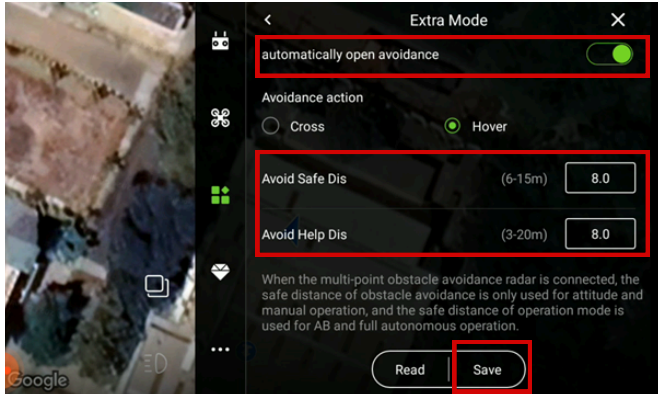 Extra Mode
automatically open avoidance
Avoidance action
Cross
Hover
Avoid Safe Dis (6-15m) 8.0
Avoid Help Dis (3-20m) 8.0
When the multi-point obstacle avoidance radar is connected, the
safe distance of obstacle avoidance is only used for attitude and
manual operation, and the safe distance of operation mode is
used for AB and full autonomous operation.
Read Save
Google